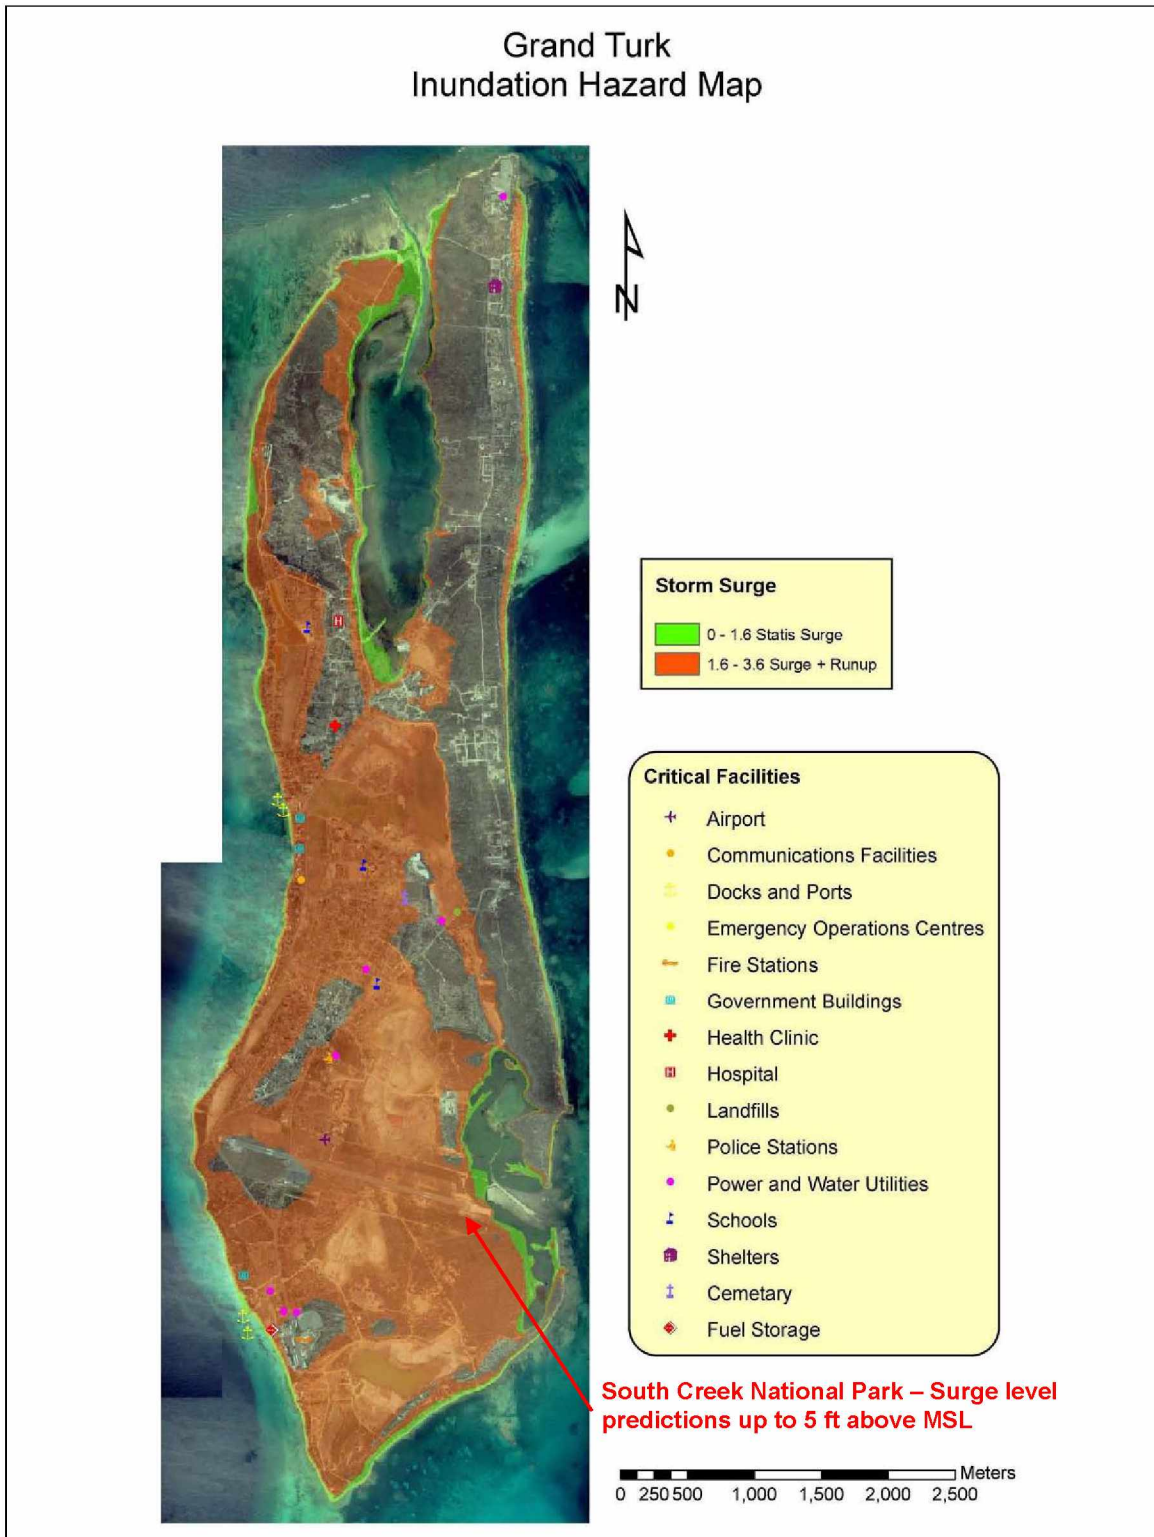 Grand Turk
Inundation Hazard Map
N
Storm Surge
0 - 1.6 Statis Surge
1.6 - 3.6 Surge + Runup
Critical Facilities
Airport
Communications Facilities
Docks and Ports
Emergency Operations Centres
Fire Stations
Government Buildings
Health Clinic
H Hospital
Landfills
Police Stations
Power and Water Utilities
Schools
Shelters
Cemetary
Fuel Storage
H
South Creek National Park – Surge level
predictions up to 5 ft above MSL
Meters
0 250 500 1,000 1,500 2,000 2,500